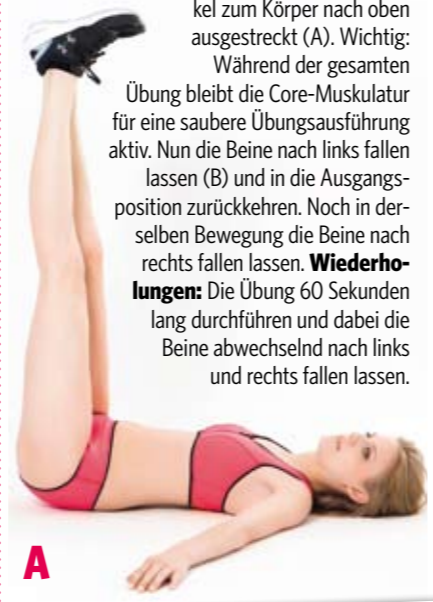 kel zum Körper nach oben
ausgestreckt (A). Wichtig:
Während der gesamten
Übung bleibt die Core-Muskulatur
für eine saubere Übungsausführung
aktiv. Nun die Beine nach links fallen
lassen (B) und in die Ausgangs-
position zurückkehren. Noch in der-
selben Bewegung die Beine nach
rechts fallen lassen. Wiederho-
lungen: Die Übung 60 Sekunden
lang durchführen und dabei die
Beine abwechselnd nach links
und rechts fallen lassen.
A